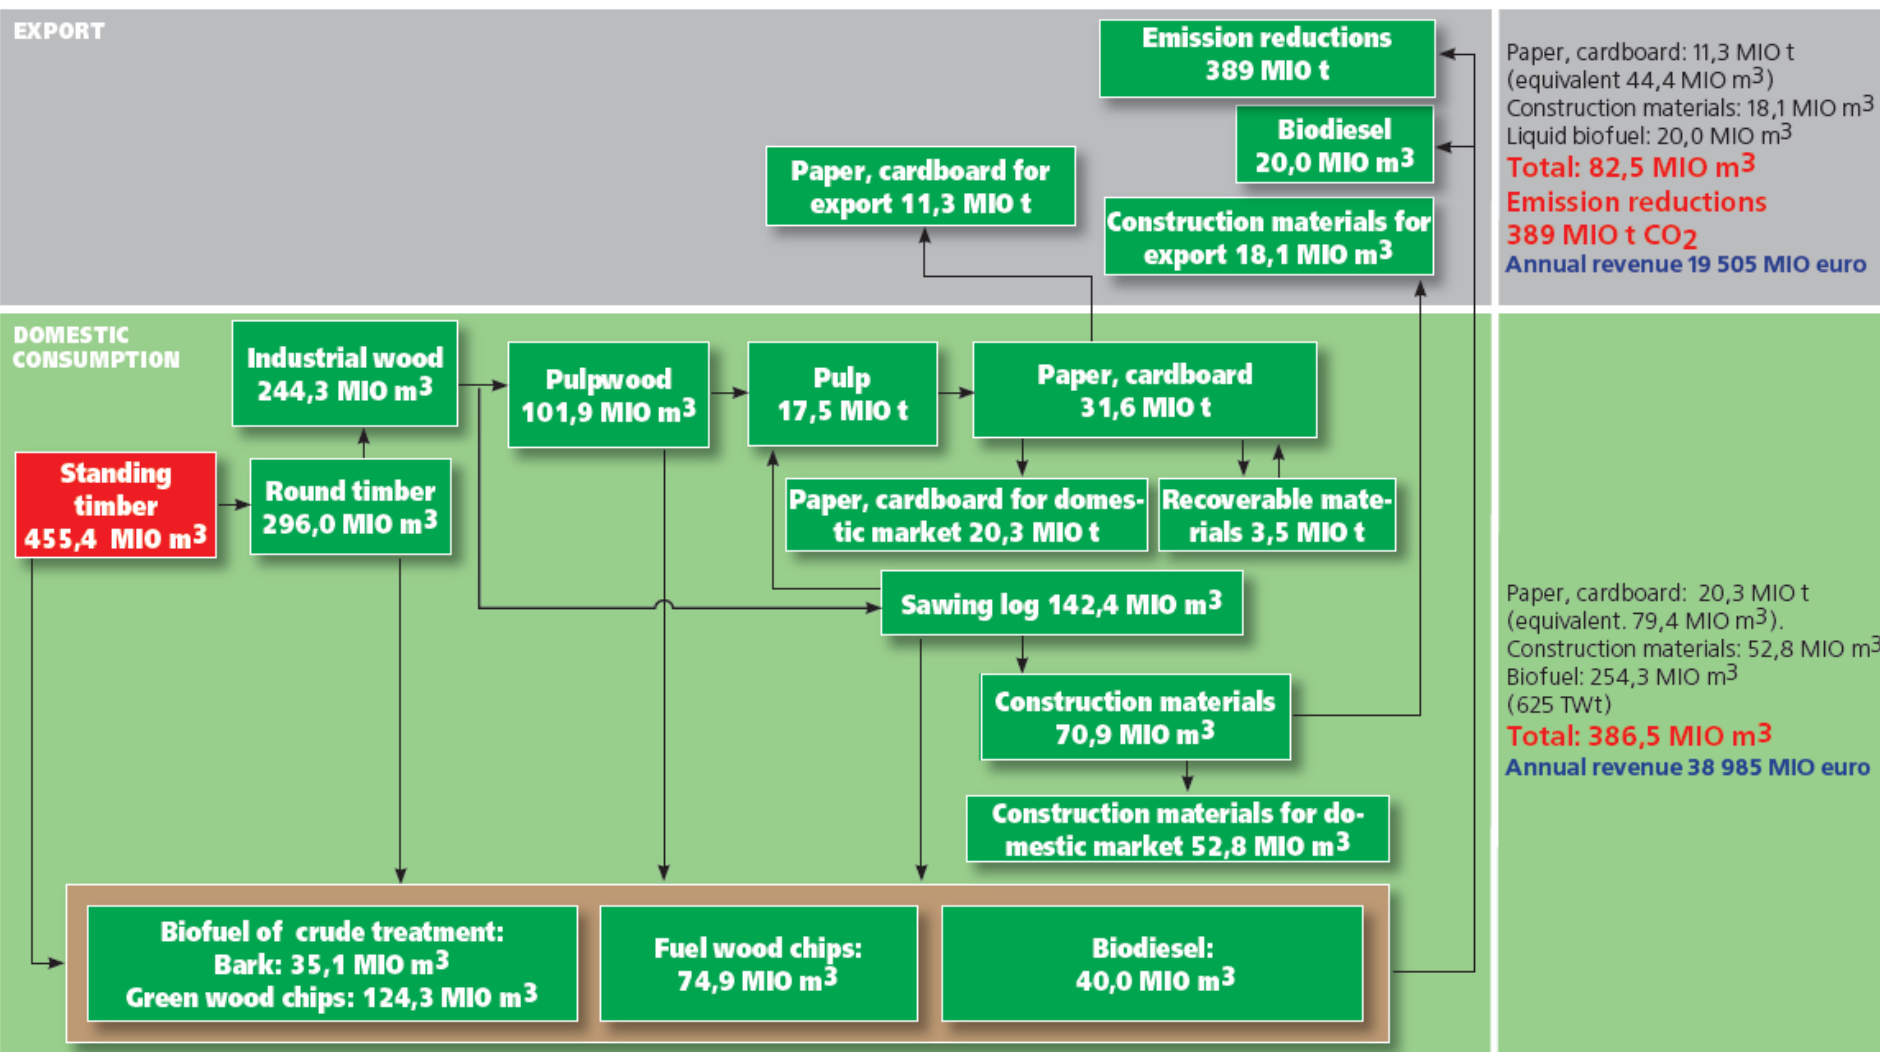 EXPORT
Emission reductions
389 MIO t
Biodiesel
20,0 MIO m3
Paper, cardboard for
export 11,3 MIO t
Construction materials for
export 18,1 MIO m3
Paper, cardboard: 11,3 MIO t
(equivalent 44,4 MIO m3)
Construction materials: 18,1 MIO m3
Liquid biofuel: 20,0 MIO m3
Total: 82,5 MIO m3
Emission reductions
389 MIO t CO2
Annual revenue 19 505 MIO euro
DOMESTIC
CONSUMPTION
Industrial wood
244,3 MIO m3
Pulpwood
101,9 MIO m3
Pulp
17,5 MIO t
Paper, cardboard
31,6 MIO t
Standing
timber
455,4 MIO m3
Round timber
296,0 MIO m3
Paper, cardboard for domes-
tic market 20,3 MIO t
Recoverable mate-
rials 3,5 MIO t
Sawing log 142,4 MIO m3
Construction materials
70,9 MIO m3
Construction materials for do-
mestic market 52,8 MIO m3
Biofuel of crude treatment:
Bark: 35,1 MIO m3
Green wood chips: 124,3 MIO m3
Fuel wood chips:
74,9 MIO m3
Biodiesel:
40,0 MIO m3
Paper, cardboard: 20,3 MIO t
(equivalent. 79,4 MIO m3).
Construction materials: 52,8 MIO m3
Biofuel: 254,3 MIO m3
(625 TWt)
Total: 386,5 MIO m3
Annual revenue 38 985 MIO euro